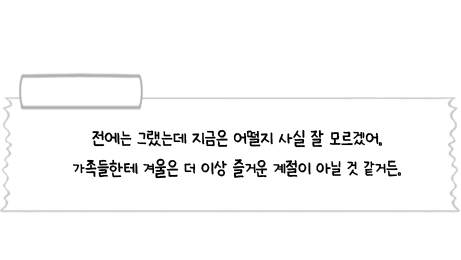 전에는 그랬는데 지금은 어떨지 사실 잘 모르겠어.
가족들한테 겨울은 더 이상 즐거운 계절이 아닐 것 같거든.